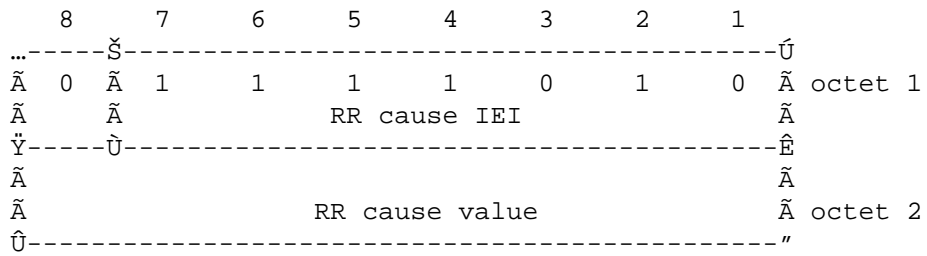 8 7 6 5 4 3 2 1
…-----Š-----------------------------------------Ú
Ã 0 Ã 1 1 1 1 0 1 0 Ã octet 1
Ã Ã RR cause IEI Ã
Ÿ-----Ù-----------------------------------------Ê
Ã Ã
Ã RR cause value Ã octet 2
Û-----------------------------------------------″